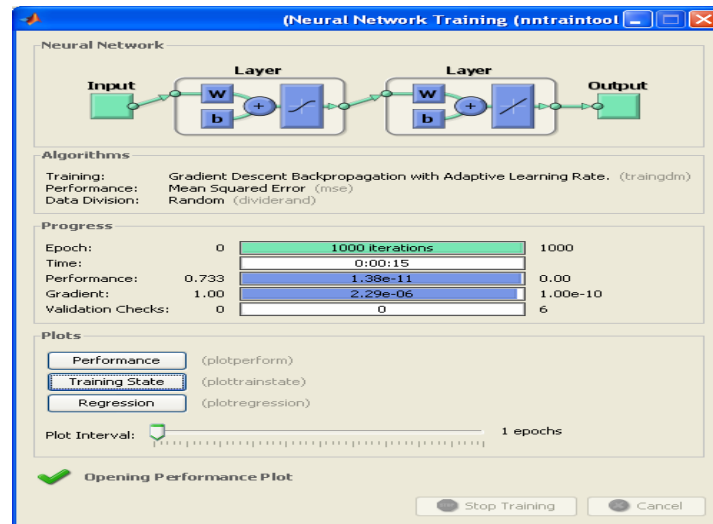 (Neural Network Training (nntraintool
Neural Network
Layer Layer
Input Output
W W
b b
Algorithms
Training: Gradient Descent Backpropagation with Adaptive Learning Rate. (traingdm)
Performance: Mean Squared Error (mse)
Data Division: Random (dividerand)
Progress
Epoch: 0 1000 iterations 1000
Time: 0:00:15
Performance: 0.733 1.38e-11 0.00
Gradient: 1.00 2.29e-06 1.00e-10
Validation Checks: 0 0 6
Plots
Performance (plotperform)
Training State (plottrainstate)
Regression (plotregression)
Plot Interval: 1 epochs
Opening Performance Plot
Stop Training Cancel